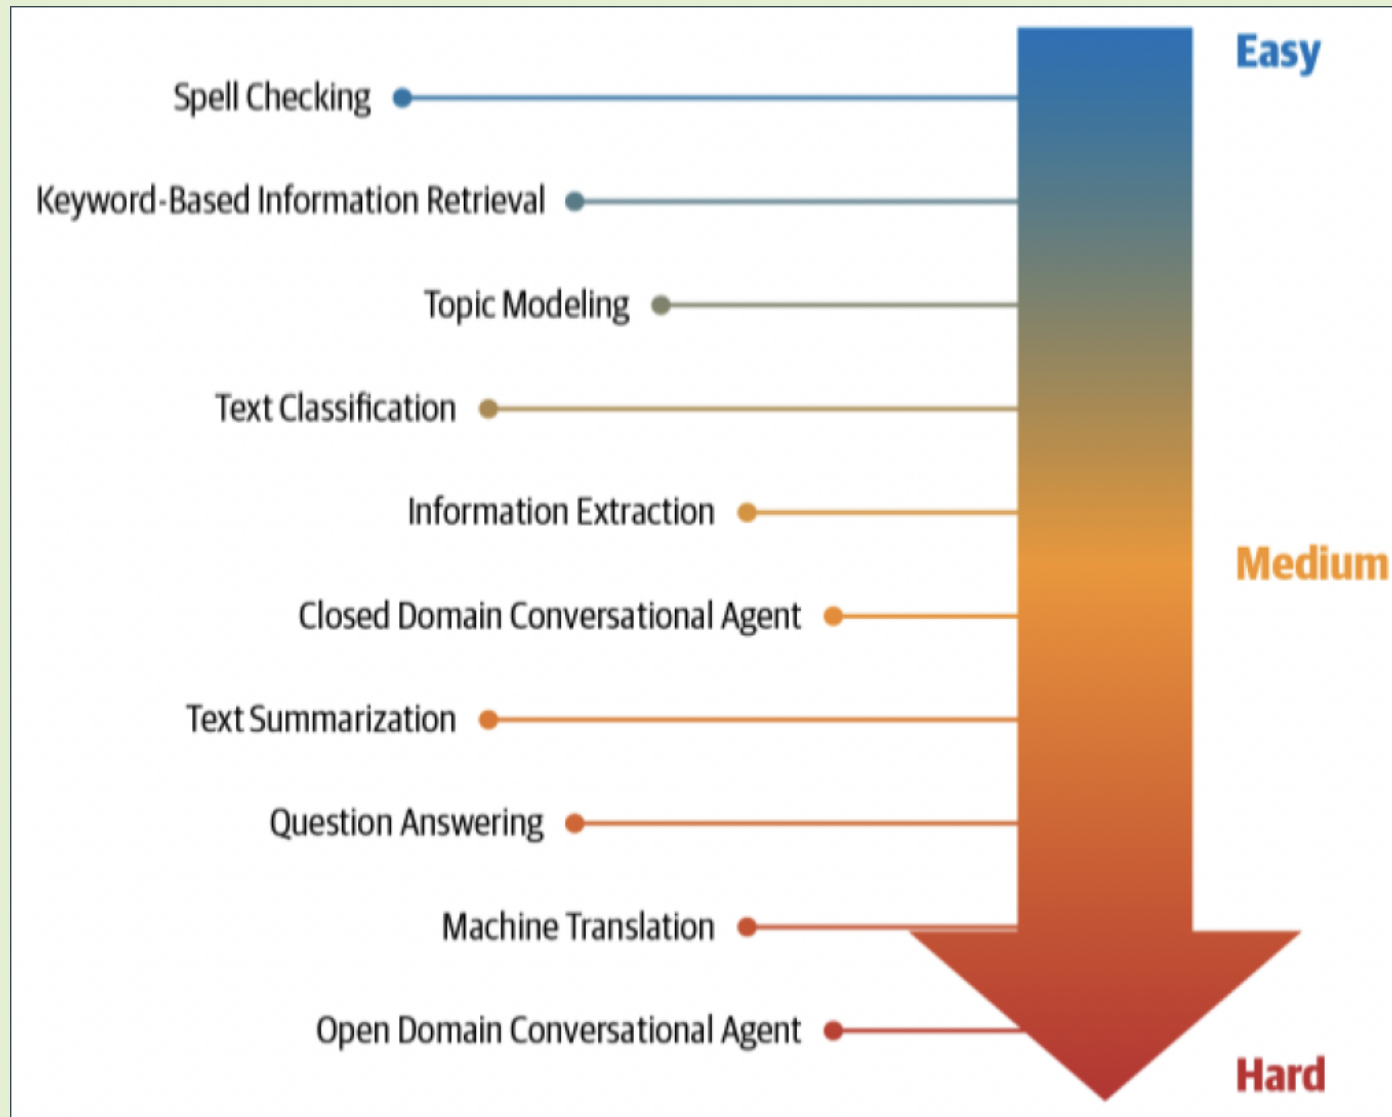 Easy
Spell Checking
Keyword-Based Information Retrieval
Topic Modeling
Text Classification
Information Extraction
Medium
Closed Domain Conversational Agent
Text Summarization
Question Answering
Machine Translation
Open Domain Conversational Agent
Hard